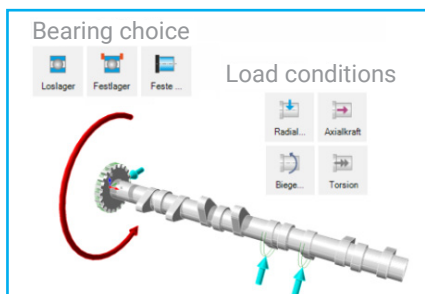 Bearing choice
Loslager Festlager Feste ...
Load conditions
Radial... Axialkraft
Biege... Torsion